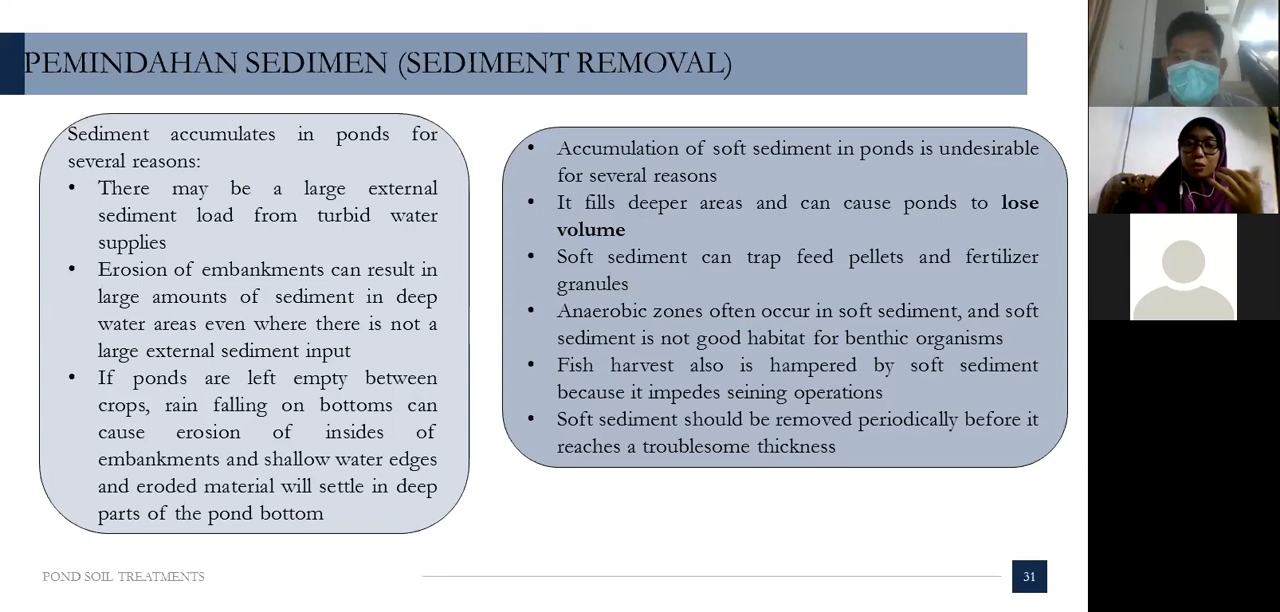 PEMINDAHAN SEDIMEN (SEDIMENT REMOVAL)
Sediment accumulates in ponds for
several reasons:
• There may be a large external
sediment load from turbid water
supplies
• Erosion of embankments can result in
large amounts of sediment in deep
water areas even where there is not a
large external sediment input
• If ponds are left empty between
crops, rain falling on bottoms can
cause erosion of insides of
embankments and shallow water edges
and eroded material will settle in deep
parts of the pond bottom
• Accumulation of soft sediment in ponds is undesirable
for several reasons
• It fills deeper areas and can cause ponds to lose
volume
• Soft sediment can trap feed pellets and fertilizer
granules
• Anaerobic zones often occur in soft sediment, and soft
sediment is not good habitat for benthic organisms
• Fish harvest also is hampered by soft sediment
because it impedes seining operations
• Soft sediment should be removed periodically before it
reaches a troublesome thickness
POND SOIL TREATMENTS
31